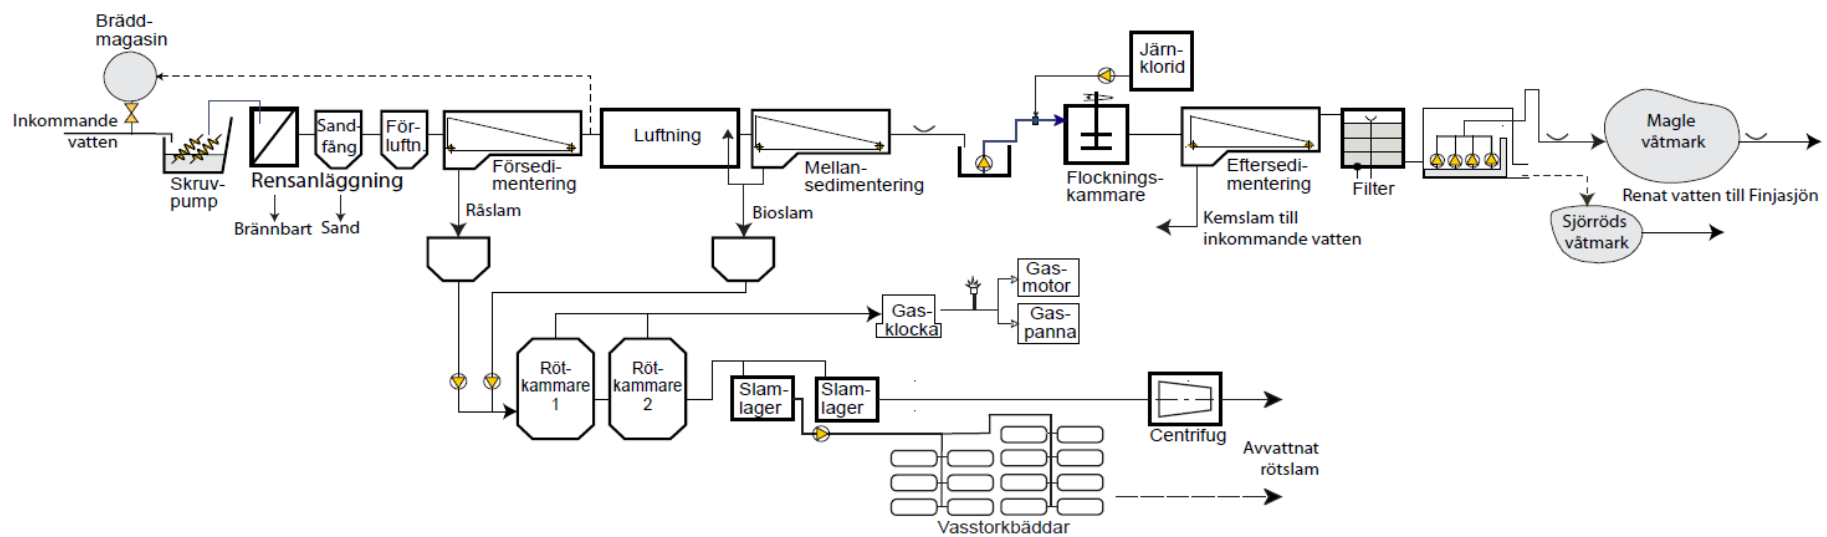 Brädd-
magasin
Inkommande
vatten
Skruv-
pump
Sand-
fång
För-
luftn.
Rensanläggning
Brännbart
Sand
Försedi-
mentering
Råslam
Luftning
Mellan-
sedimentering
Bioslam
Järn-
klorid
Flocknings-
kammare
Eftersedi-
mentering
Kemslam till
inkommande vatten
Filter
Magle
våtmark
Renat vatten till Finjasjön
Sjörröds
våtmark
Gas-
klocka
Gas-
motor
Gas-
panna
Röt-
kammare
1
Röt-
kammare
2
Slam-
lager
Slam-
lager
Centrifug
Avvattnat
rötslam
Vasstorkbäddar